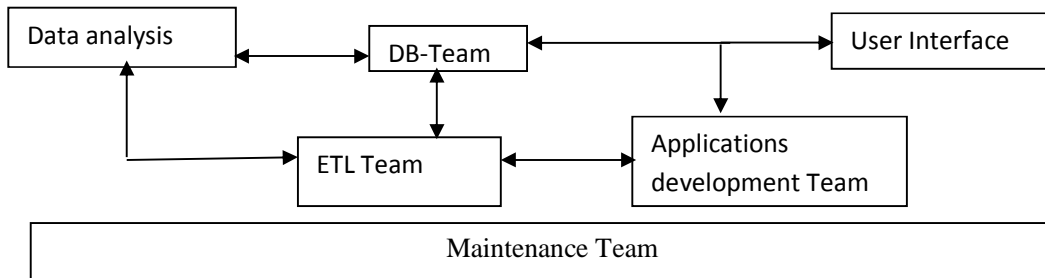 Data analysis
DB-Team
User Interface
ETL Team
Applications
development Team
Maintenance Team